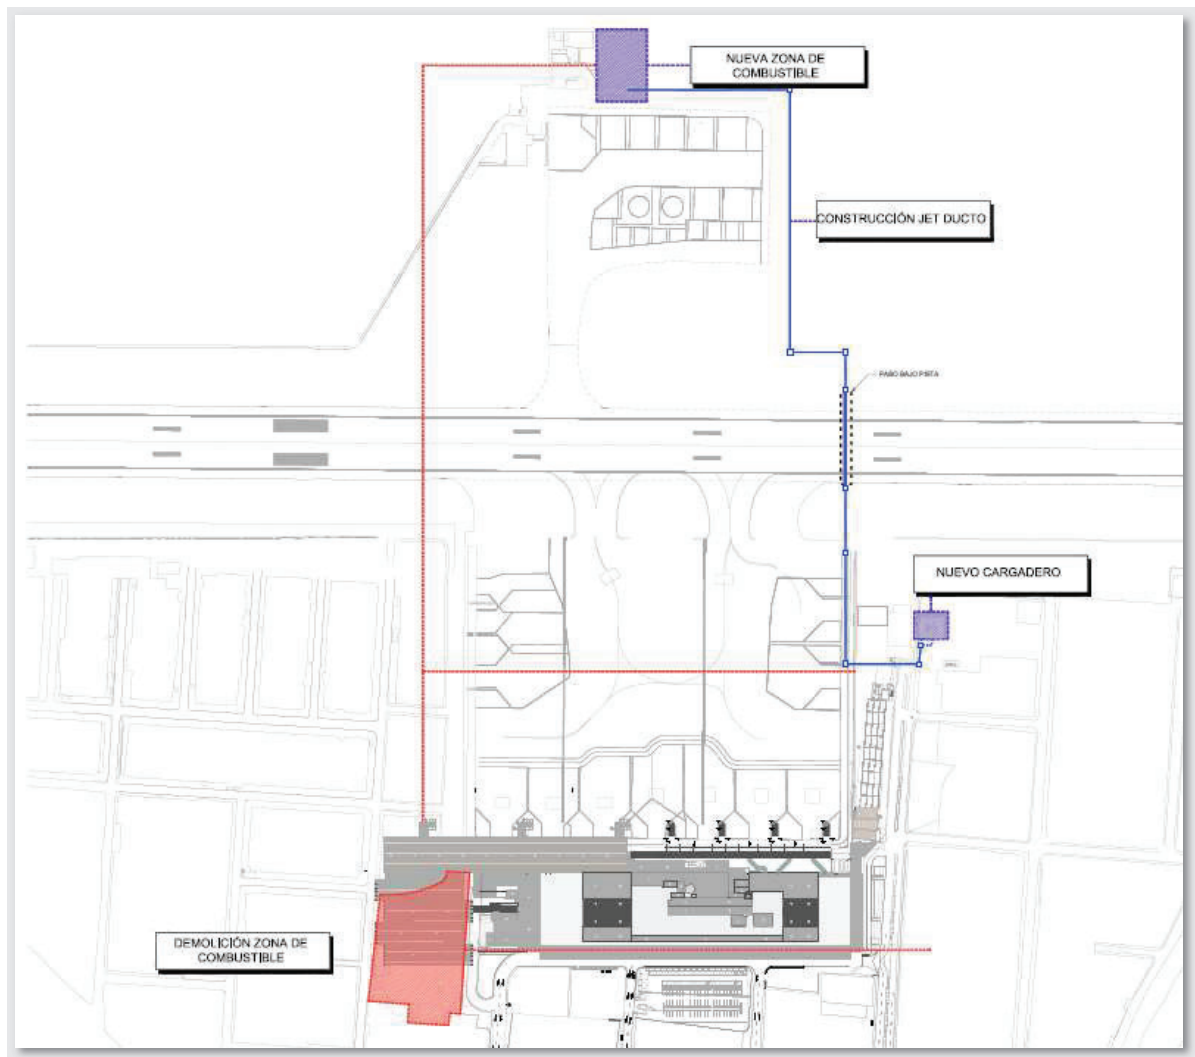 NUEVA ZONA DE
COMBUSTIBLE
CONSTRUCCIÓN JET DUCTO
PASO BAJO PISTA
NUEVO CARGADERO
DEMOLICIÓN ZONA DE
COMBUSTIBLE